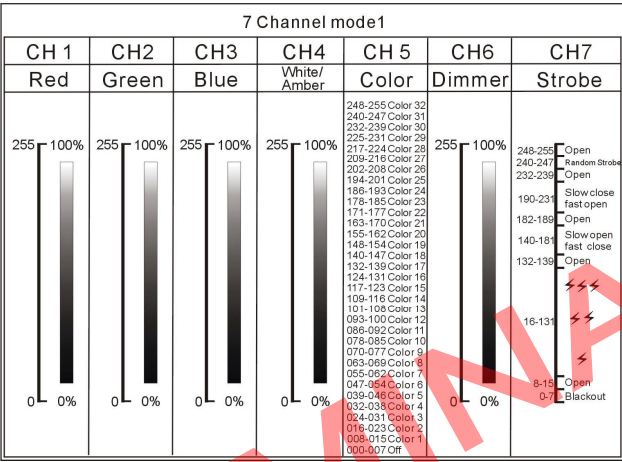 7 Channel mode1
CH 1 CH2 CH3 CH4 CH 5 CH6 CH7
Red Green Blue White/ Amber Color Dimmer Strobe
255 100% 255 100% 255 100% 255 100% 255 100%
0 0% 0 0% 0 0% 0 0% 0 0%
248-255 Color 32
240-247 Color 31
232-239 Color 30
225-231 Color 29
217-224 Color 28
209-216 Color 27
202-208 Color 26
194-201 Color 25
186-193 Color 24
178-185 Color 23
171-177 Color 22
163-170 Color 21
155-162 Color 20
148-154 Color 19
140-147 Color 18
132-139 Color 17
124-131 Color 16
117-123 Color 15
109-116 Color 14
101-108 Color 13
093-100 Color 12
086-092 Color 11
078-085 Color 10
070-077 Color 9
063-069 Color 8
055-062 Color 7
047-054 Color 6
039-046 Color 5
032-038 Color 4
024-031 Color 3
016-023 Color 2
008-015 Color 1
000-007 Off
248-255 Open
240-247 Random Strobe
232-239 Open
190-231 Slow close
fast open
182-189 Open
140-181 Slow open
fast close
132-139 Open
16-131
8-15 Open
0-7 Blackout
MINA